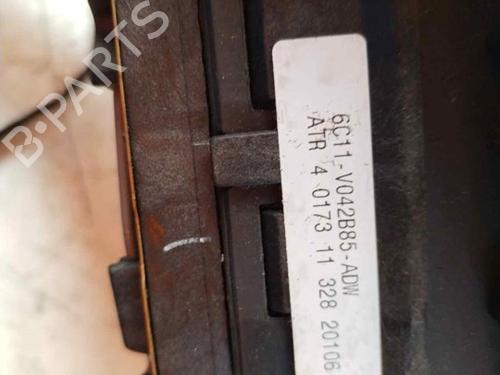 B-PARTS
6C11-V042B85-ADW
ATR 4 0173 11 328 20106